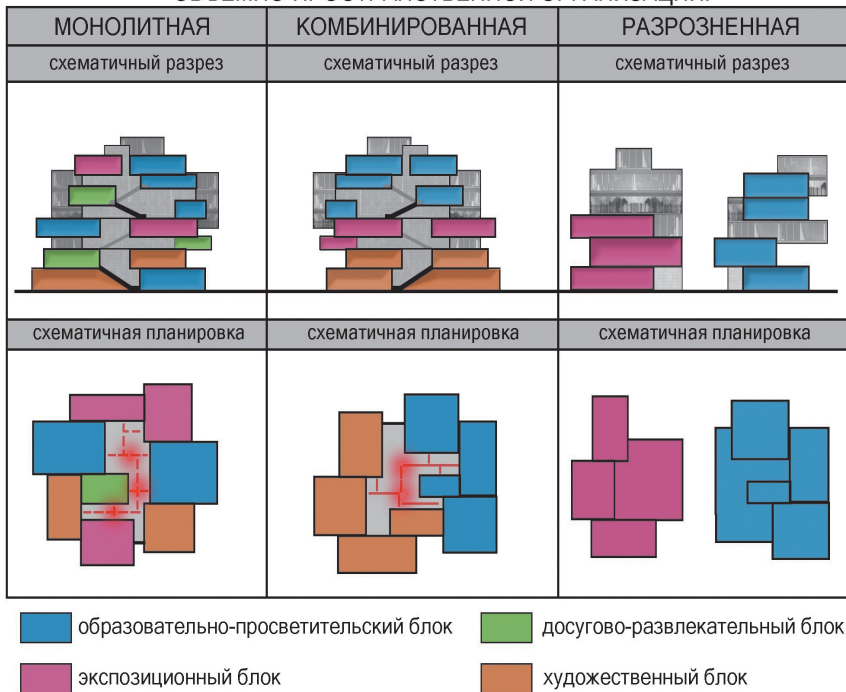 МОНОЛИТНАЯ КОМБИНИРОВАННАЯ РАЗРОЗНЕННАЯ
схематичный разрез схематичный разрез схематичный разрез
схематичная планировка схематичная планировка схематичная планировка
образовательно-просветительский блок досугово-развлекательный блок
экспозиционный блок художественный блок